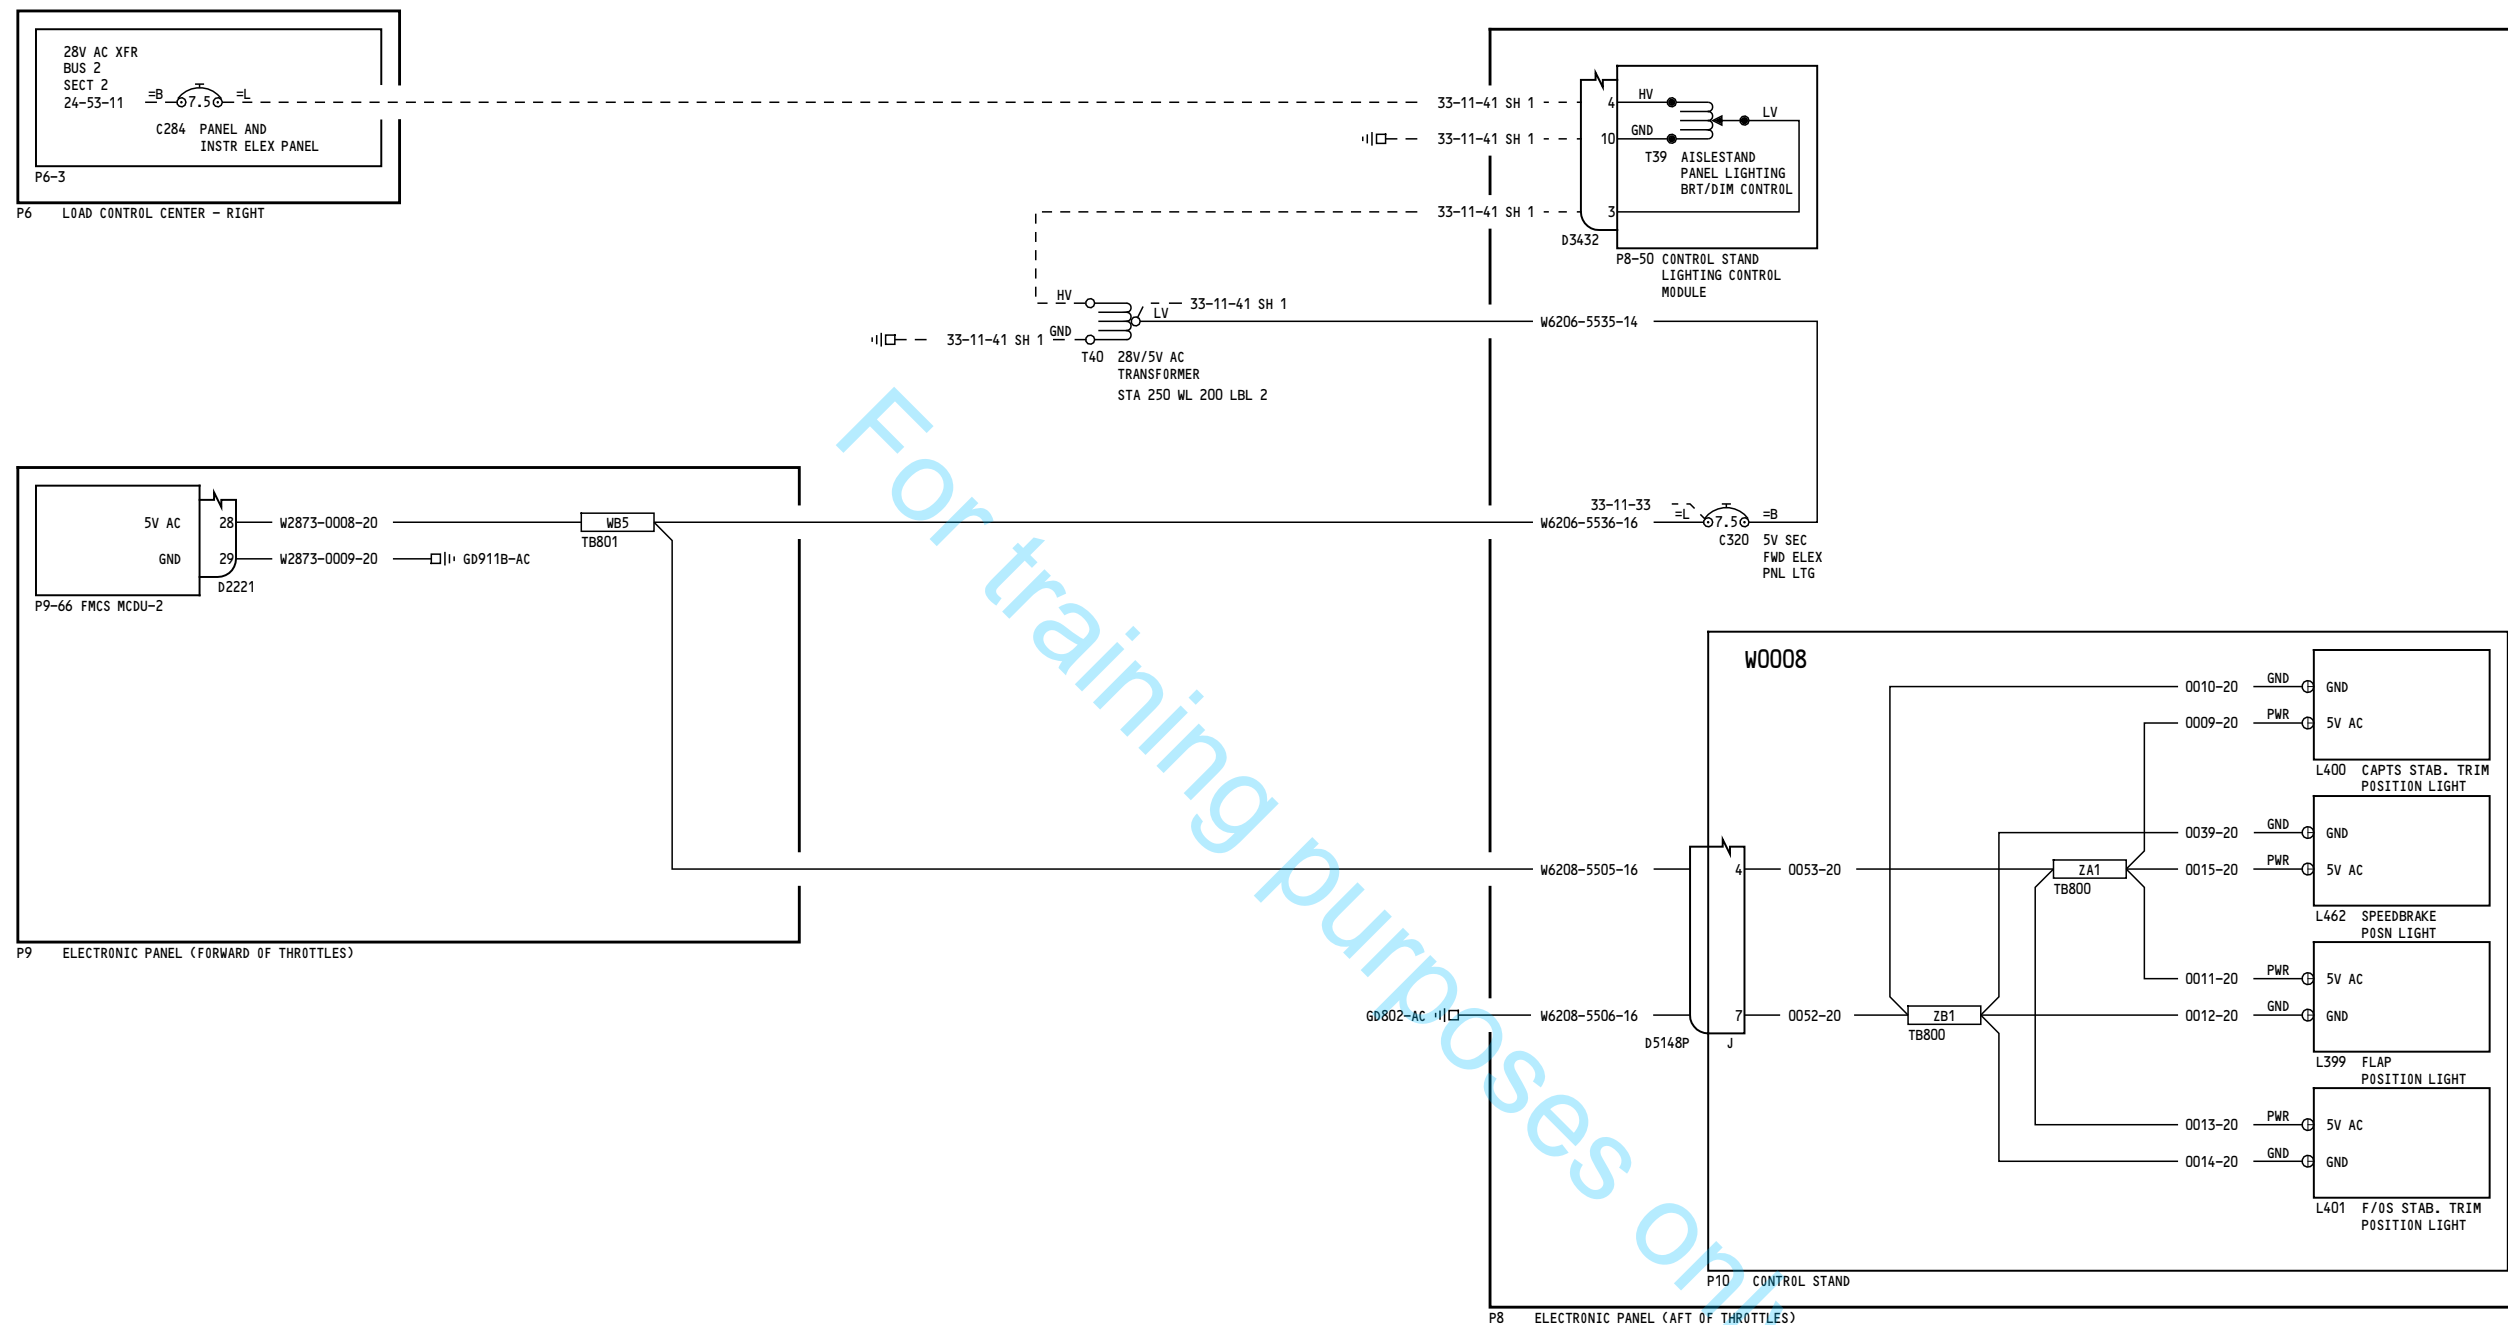 28V AC XFR
BUS 2
SECT 2
24-53-11
=B
7.5
=L
C284 PANEL AND
INSTR ELEX PANEL
P6-3
P6 LOAD CONTROL CENTER - RIGHT
33-11-41 SH 1
4
HV
LV
33-11-41 SH 1
10
GND
T39 AISLESTAND
PANEL LIGHTING
BRT/DIM CONTROL
33-11-41 SH 1
3
D3432
P8-50 CONTROL STAND
LIGHTING CONTROL
MODULE
HV
33-11-41 SH 1
LV
33-11-41 SH 1
GND
T40 28V/5V AC
TRANSFORMER
STA 250 WL 200 LBL 2
W6206-5535-14
5V AC
28
W2873-0008-20
WB5
TB801
GND
29
W2873-0009-20
GD911B-AC
D2221
P9-66 FMCS MCDU-2
33-11-33
W6206-5536-16
=L
7.5
=B
C320 5V SEC
FWD ELEX
PNL LTG
P9 ELECTRONIC PANEL (FORWARD OF THROTTLES)
W0008
0010-20
GND
GND
0009-20
PWR
5V AC
L400 CAPTS STAB. TRIM
POSITION LIGHT
0039-20
GND
GND
W6208-5505-16
4
0053-20
ZA1
TB800
0015-20
PWR
5V AC
L462 SPEEDBRAKE
POSN LIGHT
0011-20
PWR
5V AC
GD802-AC
W6208-5506-16
7
0052-20
ZB1
TB800
0012-20
GND
GND
D5148P
J
L399 FLAP
POSITION LIGHT
0013-20
PWR
5V AC
0014-20
GND
GND
L401 F/OS STAB. TRIM
POSITION LIGHT
P10 CONTROL STAND
P8 ELECTRONIC PANEL (AFT OF THROTTLES)
For training purposes only